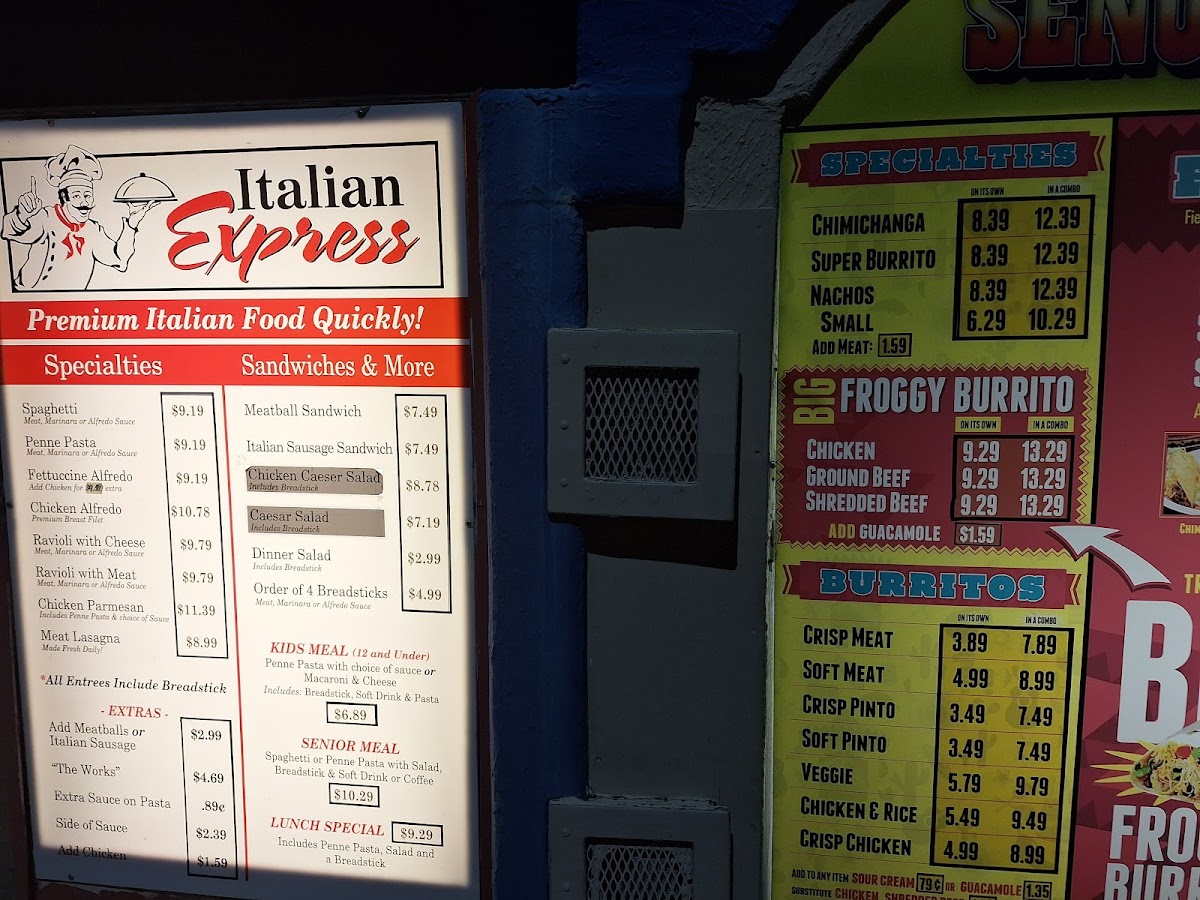 Italian
Express
Premium Italian Food Quickly!
Specialties
Spaghetti $9.19
Meat, Marinara or Alfredo Sauce
Penne Pasta $9.19
Meat, Marinara or Alfredo Sauce
Fettuccine Alfredo $9.19
Add Chicken for extra
Chicken Alfredo $10.78
Premium Breast Filet
Ravioli with Cheese $9.79
Meat, Marinara or Alfredo Sauce
Ravioli with Meat $9.79
Meat, Marinara or Alfredo Sauce
Chicken Parmesan $11.39
Includes Penne Pasta & choice of Sauce
Meat Lasagna $8.99
Made Fresh Daily!
*All Entrees Include Breadstick
- EXTRAS -
Add Meatballs or
Italian Sausage $2.99
"The Works" $4.69
Extra Sauce on Pasta .89¢
Side of Sauce $2.39
Add Chicken $1.59
Sandwiches & More
Meatball Sandwich $7.49
Italian Sausage Sandwich $7.49
Chicken Caeser Salad $8.78
Includes Breadstick
Caesar Salad $7.19
Includes Breadstick
Dinner Salad $2.99
Includes Breadstick
Order of 4 Breadsticks $4.99
Meat, Marinara or Alfredo Sauce
KIDS MEAL (12 and Under)
Penne Pasta with choice of sauce or
Macaroni & Cheese
Includes: Breadstick, Soft Drink & Pasta
$6.89
SENIOR MEAL
Spaghetti or Penne Pasta with Salad,
Breadstick & Soft Drink or Coffee
$10.29
LUNCH SPECIAL $9.29
Includes Penne Pasta, Salad and
a Breadstick
SEÑO
SPECIALTIES
ON ITS OWN IN A COMBO
CHIMICHANGA 8.39 12.39
SUPER BURRITO 8.39 12.39
NACHOS 8.39 12.39
SMALL 6.29 10.29
ADD MEAT: 1.59
BIG FROGGY BURRITO
ON ITS OWN IN A COMBO
CHICKEN 9.29 13.29
GROUND BEEF 9.29 13.29
SHREDDED BEEF 9.29 13.29
ADD GUACAMOLE $1.59
BURRITOS
ON ITS OWN IN A COMBO
CRISP MEAT 3.89 7.89
SOFT MEAT 4.99 8.99
CRISP PINTO 3.49 7.49
SOFT PINTO 3.49 7.49
VEGGIE 5.79 9.79
CHICKEN & RICE 5.49 9.49
CRISP CHICKEN 4.99 8.99
ADD TO ANY ITEM SOUR CREAM 79¢ OR GUACAMOLE 1.35
SUBSTITUTE CHICKEN, SHREDDED BEEF
Fie
CHIM
TR
B
FRO
BURR